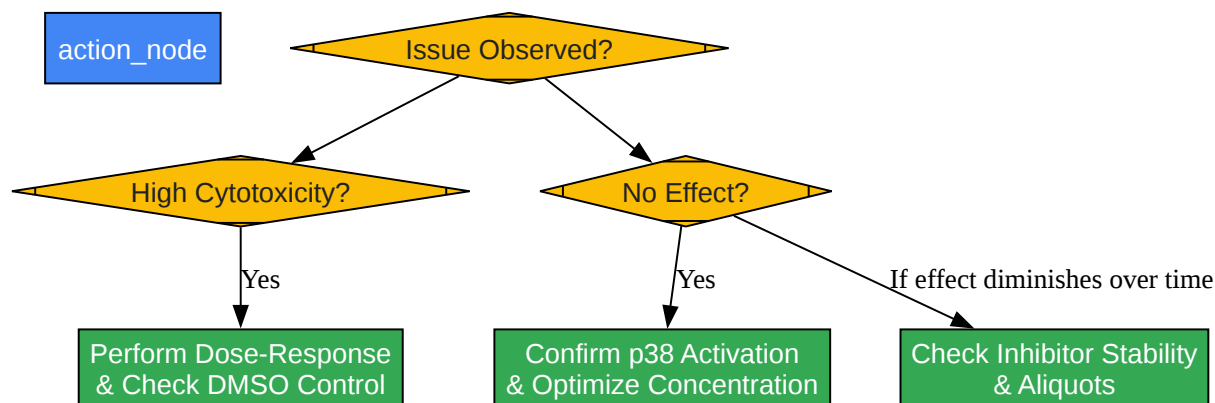 action_node
Issue Observed?
High Cytotoxicity?
No Effect?
Yes
Yes
If effect diminishes over time
Perform Dose-Response
& Check DMSO Control
Confirm p38 Activation
& Optimize Concentration
Check Inhibitor Stability
& Aliquots